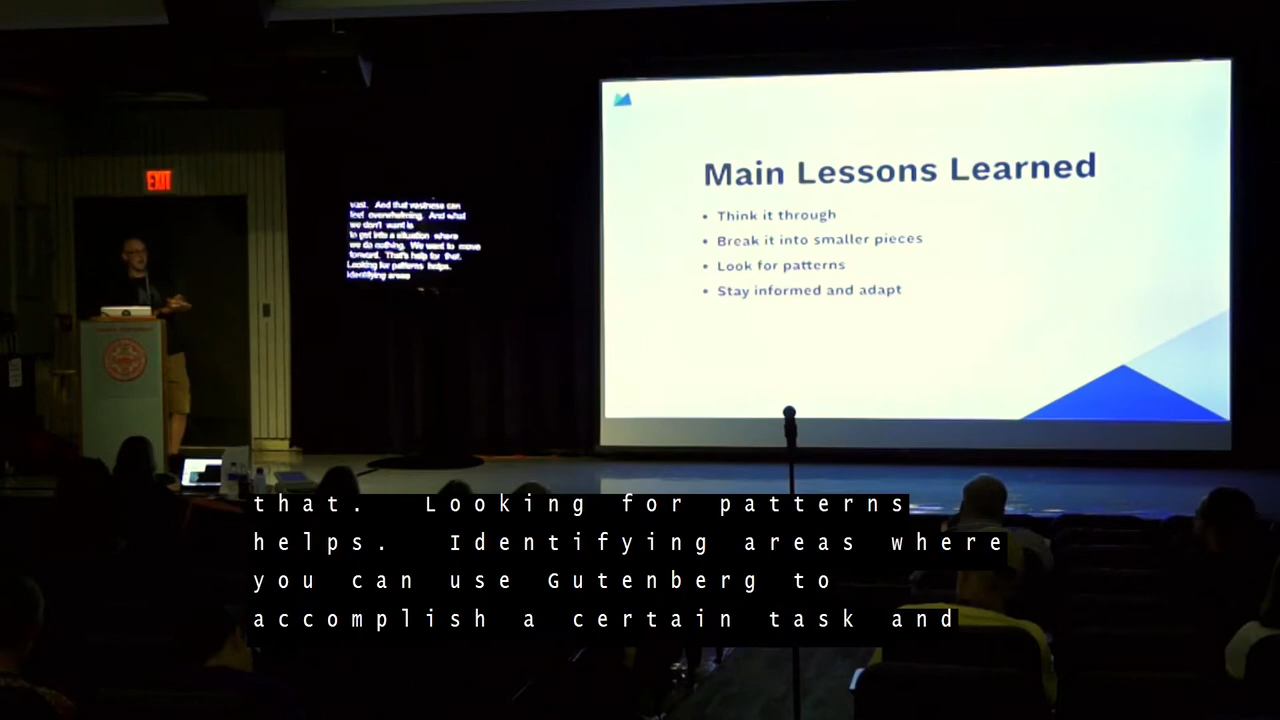 EXIT
vast. And that vastness can
feel overwhelming. And what
we don't want is
to get into a situation where
we do nothing. We want to move
forward. That's help for that.
Looking for patterns helps.
Identifying areas
Main Lessons Learned
• Think it through
• Break it into smaller pieces
• Look for patterns
• Stay informed and adapt
that. Looking for patterns
helps. Identifying areas where
you can use Gutenberg to
accomplish a certain task and